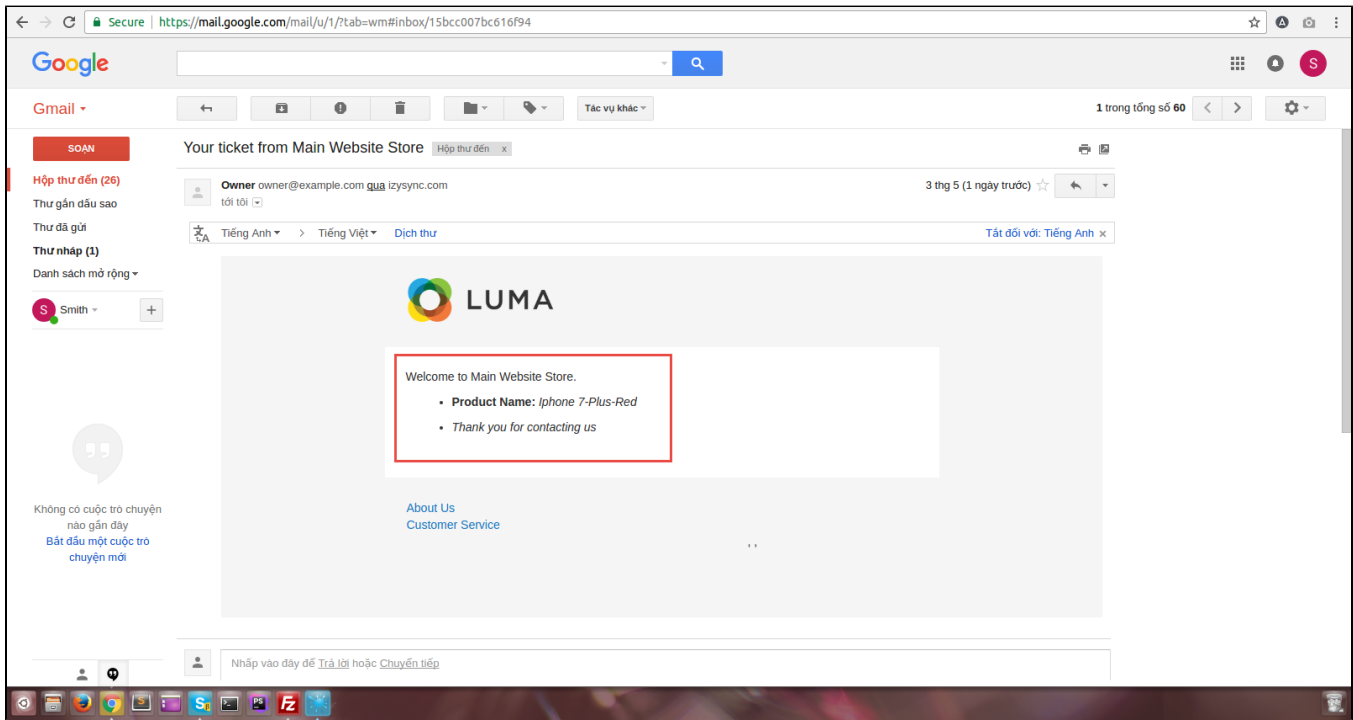 Secure | https://mail.google.com/mail/u/1/?tab=wm#inbox/15bcc007bc616f94
Google
S
Gmail
Tác vụ khác
1 trong tổng số 60
SOẠN
Your ticket from Main Website Store
Hộp thư đến x
Hộp thư đến (26)
Thư gắn dấu sao
Thư đã gửi
Thư nháp (1)
Danh sách mở rộng
S Smith +
Owner owner@example.com qua izysync.com
3 thg 5 (1 ngày trước)
tới tôi
Tiếng Anh > Tiếng Việt Dịch thư
Tắt đối với: Tiếng Anh x
LUMA
Welcome to Main Website Store.
• Product Name: Iphone 7-Plus-Red
• Thank you for contacting us
About Us
Customer Service
, ,
Không có cuộc trò chuyện
nào gần đây
Bắt đầu một cuộc trò
chuyện mới
Nhấp vào đây để Trả lời hoặc Chuyển tiếp